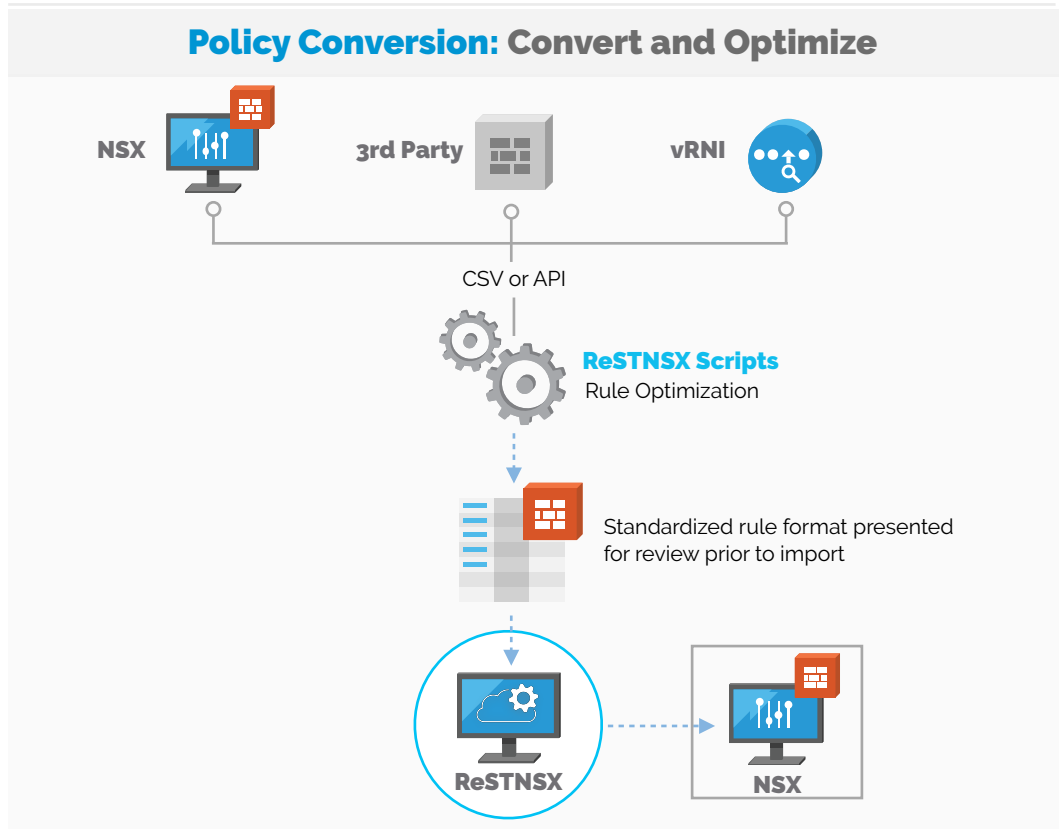 Policy Conversion: Convert and Optimize
NSX
3rd Party
vRNI
CSV or API
ReSTNSX Scripts
Rule Optimization
Standardized rule format presented
for review prior to import
ReSTNSX
NSX